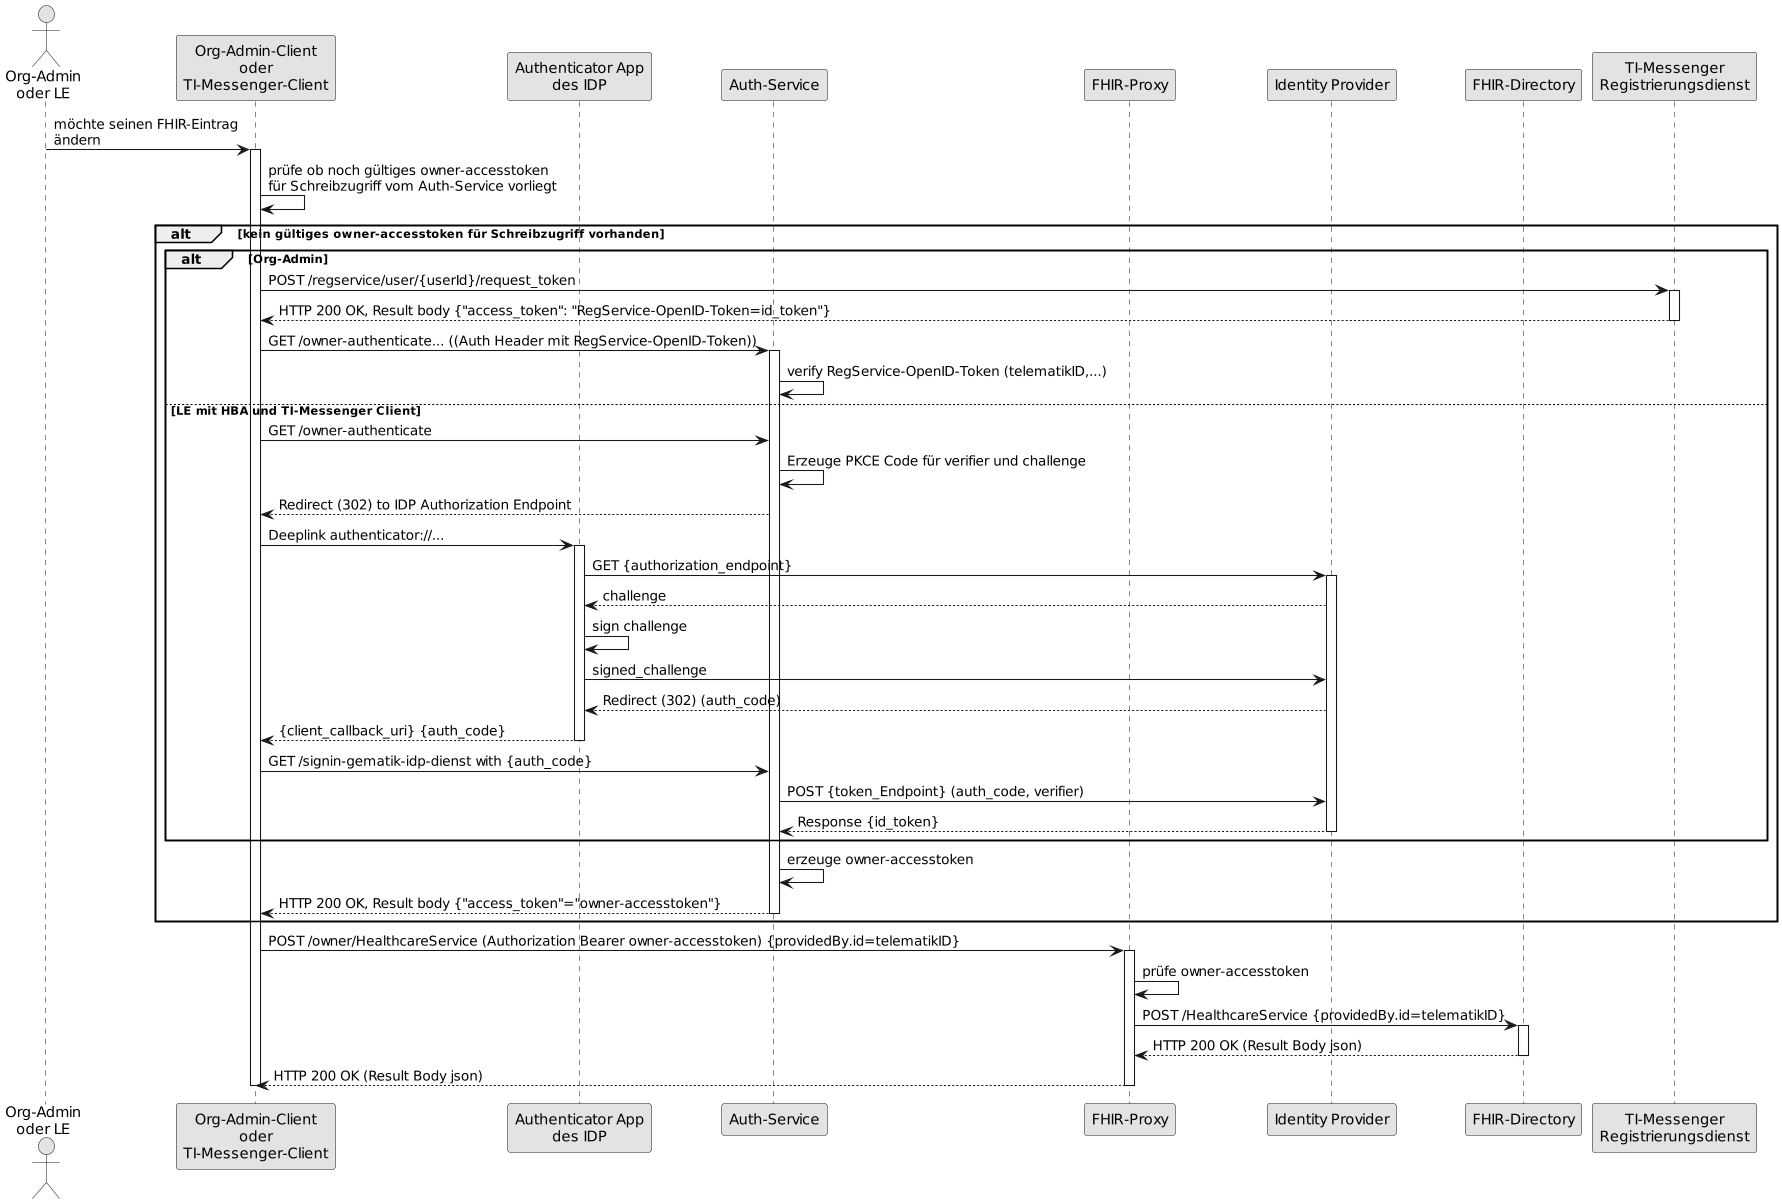 Org-Admin
oder LE
Org-Admin-Client
oder
TI-Messenger-Client
Authenticator App
des IDP
Auth-Service
FHIR-Proxy
Identity Provider
FHIR-Directory
TI-Messenger
Registrierungsdienst
möchte seinen FHIR-Eintrag
ändern
prüfe ob noch gültiges owner-accesstoken
für Schreibzugriff vom Auth-Service vorliegt
alt [kein gültiges owner-accesstoken für Schreibzugriff vorhanden]
alt [Org-Admin]
POST /regservice/user/{userId}/request_token
HTTP 200 OK, Result body {"access_token": "RegService-OpenID-Token=id_token"}
GET /owner-authenticate... ((Auth Header mit RegService-OpenID-Token))
verify RegService-OpenID-Token (telematikID,...)
[LE mit HBA und TI-Messenger Client]
GET /owner-authenticate
Erzeuge PKCE Code für verifier und challenge
Redirect (302) to IDP Authorization Endpoint
Deeplink authenticator://...
GET {authorization_endpoint}
challenge
sign challenge
signed_challenge
Redirect (302) (auth_code)
{client_callback_uri} {auth_code}
GET /signin-gematik-idp-dienst with {auth_code}
POST {token_Endpoint} (auth_code, verifier)
Response {id_token}
erzeuge owner-accesstoken
HTTP 200 OK, Result body {"access_token"="owner-accesstoken"}
POST /owner/HealthcareService (Authorization Bearer owner-accesstoken) {providedBy.id=telematikID}
prüfe owner-accesstoken
POST /HealthcareService {providedBy.id=telematikID}
HTTP 200 OK (Result Body json)
HTTP 200 OK (Result Body json)
Org-Admin
oder LE
Org-Admin-Client
oder
TI-Messenger-Client
Authenticator App
des IDP
Auth-Service
FHIR-Proxy
Identity Provider
FHIR-Directory
TI-Messenger
Registrierungsdienst